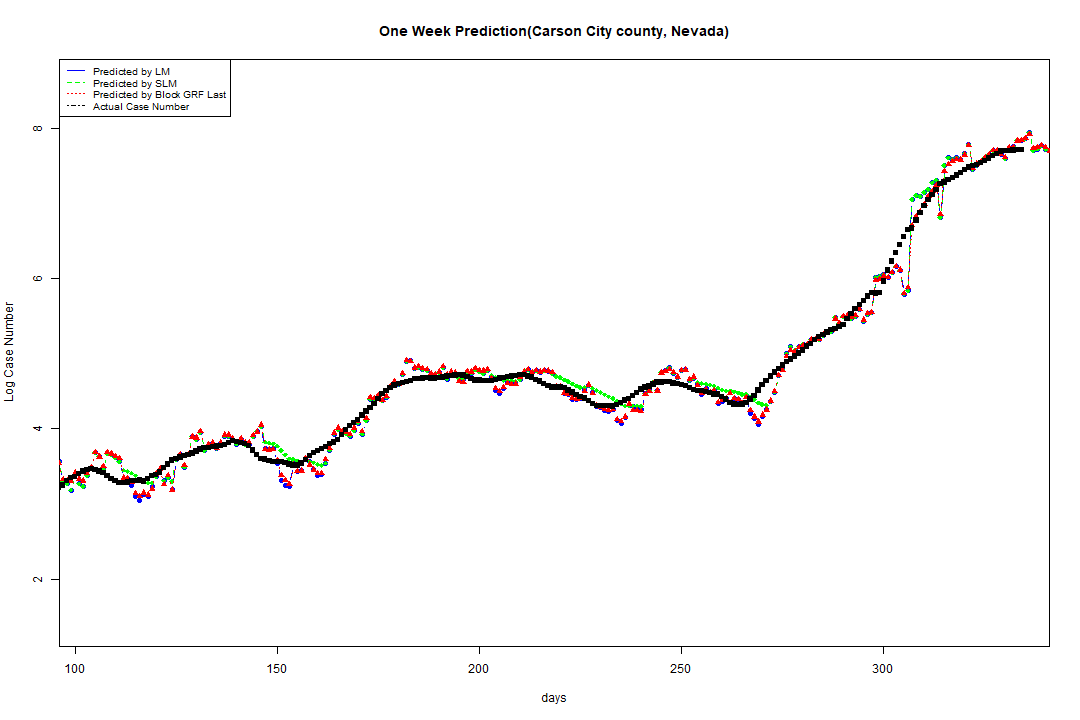 One Week Prediction(Carson City county, Nevada)
Predicted by LM
Predicted by SLM
Predicted by Block GRF Last
Actual Case Number
Log Case Number
8
6
4
2
100 150 200 250 300
days